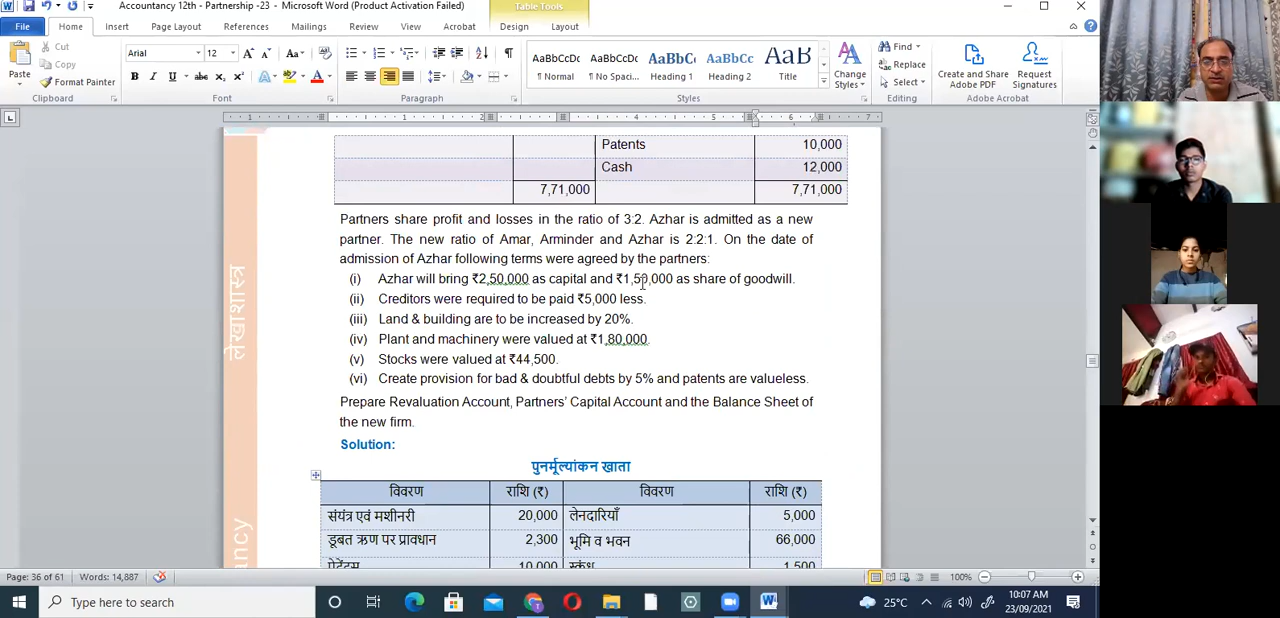 Accountancy 12th - Partnership -23 - Microsoft Word (Product Activation Failed)
Table Tools
File Home Insert Page Layout References Mailings Review View Acrobat Design Layout
Paste
Cut
Copy
Format Painter
Clipboard
Arial 12
Font
Paragraph
AaBbCcDc AaBbCcDc AaBbCc AaBbCc AaB
¶ Normal ¶ No Spaci... Heading 1 Heading 2 Title
Change Styles
Styles
Find
Replace
Select
Editing
Create and Share Adobe PDF
Request Signatures
Adobe Acrobat
Patents 10,000
Cash 12,000
7,71,000 7,71,000
Partners share profit and losses in the ratio of 3:2. Azhar is admitted as a new
partner. The new ratio of Amar, Arminder and Azhar is 2:2:1. On the date of
admission of Azhar following terms were agreed by the partners:
(i) Azhar will bring ₹2,50,000 as capital and ₹1,50,000 as share of goodwill.
(ii) Creditors were required to be paid ₹5,000 less.
(iii) Land & building are to be increased by 20%.
(iv) Plant and machinery were valued at ₹1,80,000.
(v) Stocks were valued at ₹44,500.
(vi) Create provision for bad & doubtful debts by 5% and patents are valueless.
Prepare Revaluation Account, Partners' Capital Account and the Balance Sheet of
the new firm.
Solution:
पुनर्मूल्यांकन खाता
विवरण राशि (₹) विवरण राशि (₹)
संयंत्र एवं मशीनरी 20,000 लेनदारियाँ 5,000
डूबत ऋण पर प्रावधान 2,300 भूमि व भवन 66,000
पेटेंट्स 10,000 स्कंध 1,500
लेखाशास्त्र
ancy
Page: 36 of 61 Words: 14,887 100%
Type here to search
25°C
10:07 AM
23/09/2021